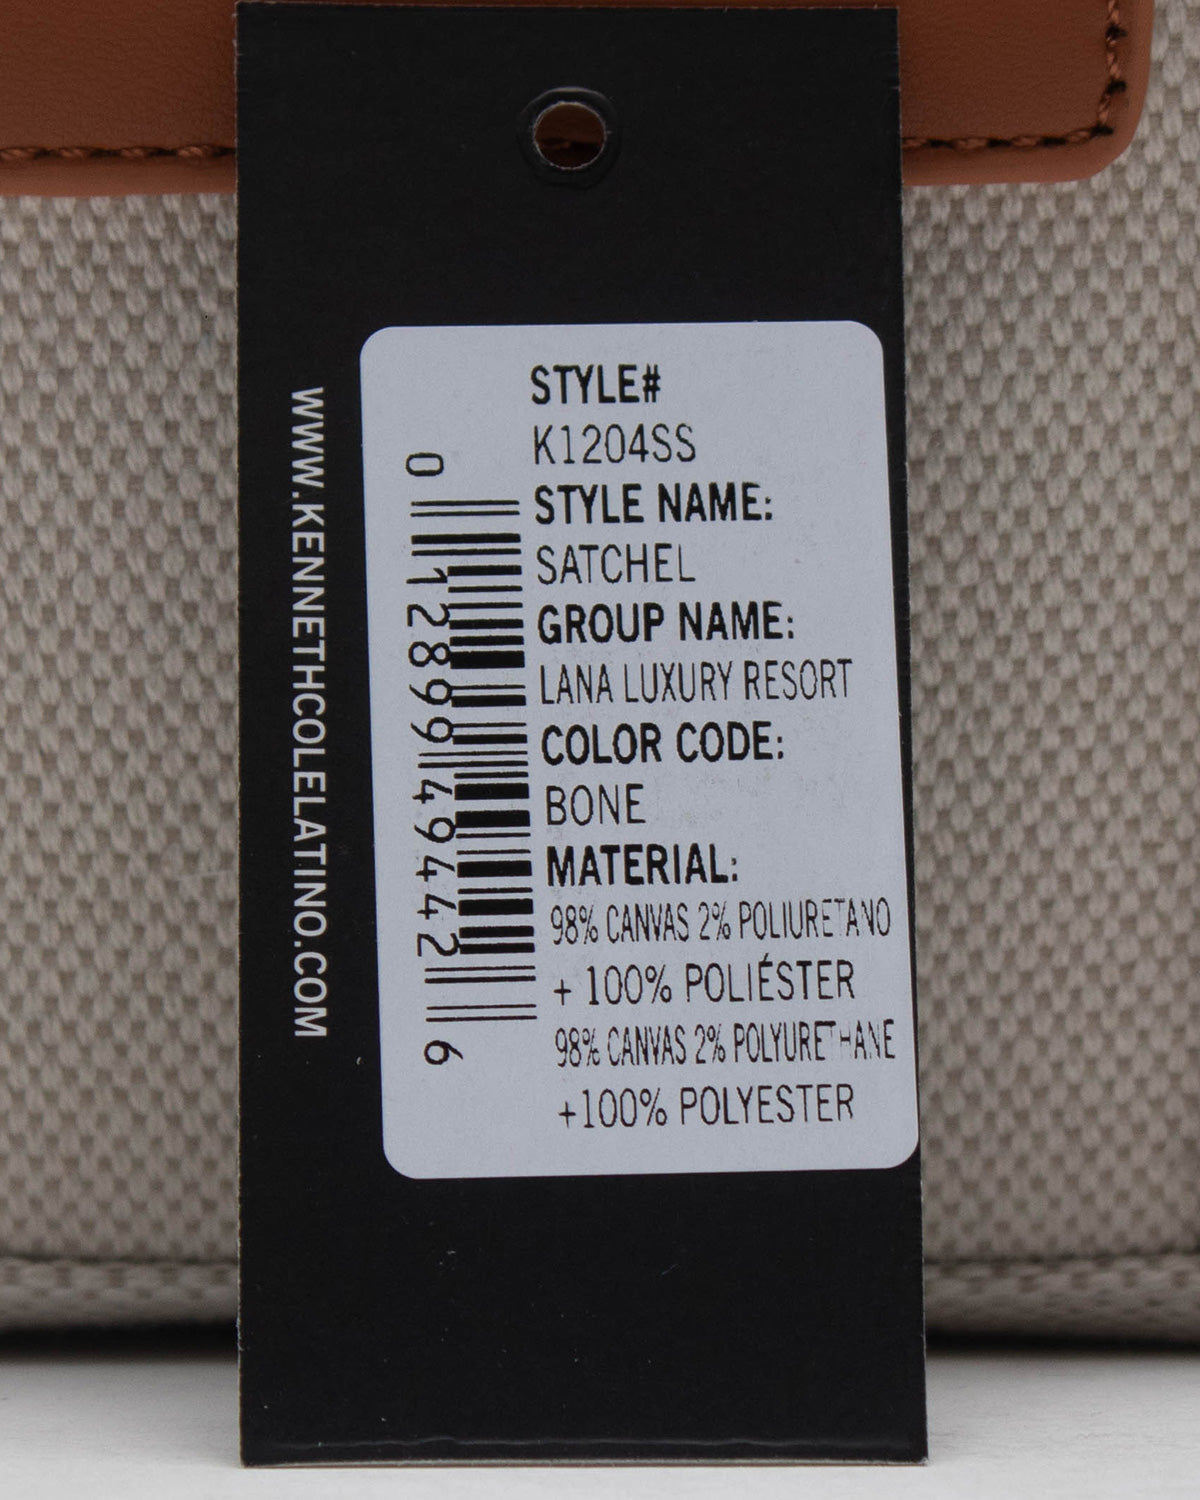 STYLE#
K1204SS
STYLE NAME:
SATCHEL
GROUP NAME:
LANA LUXURY RESORT
COLOR CODE:
BONE
MATERIAL:
98% CANVAS 2% POLIURETANO
+ 100% POLIÉSTER
98% CANVAS 2% POLYURETHANE
+100% POLYESTER
0 12899 49442 6
WWW.KENNETHCOLELATINO.COM